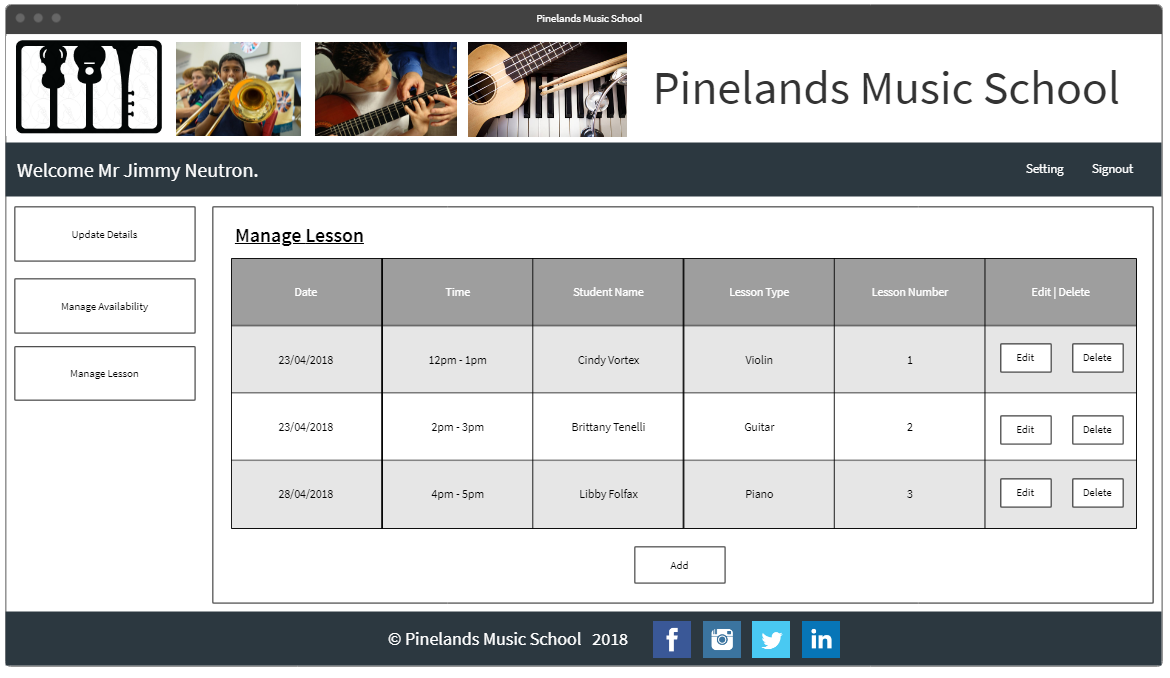 Pinelands Music School
Pinelands Music School
Welcome Mr Jimmy Neutron.
Setting
Signout
Update Details
Manage Availability
Manage Lesson
Manage Lesson
Date Time Student Name Lesson Type Lesson Number Edit | Delete
23/04/2018 12pm - 1pm Cindy Vortex Violin 1 Edit Delete
23/04/2018 2pm - 3pm Brittany Tenelli Guitar 2 Edit Delete
28/04/2018 4pm - 5pm Libby Folfax Piano 3 Edit Delete
Add
© Pinelands Music School 2018